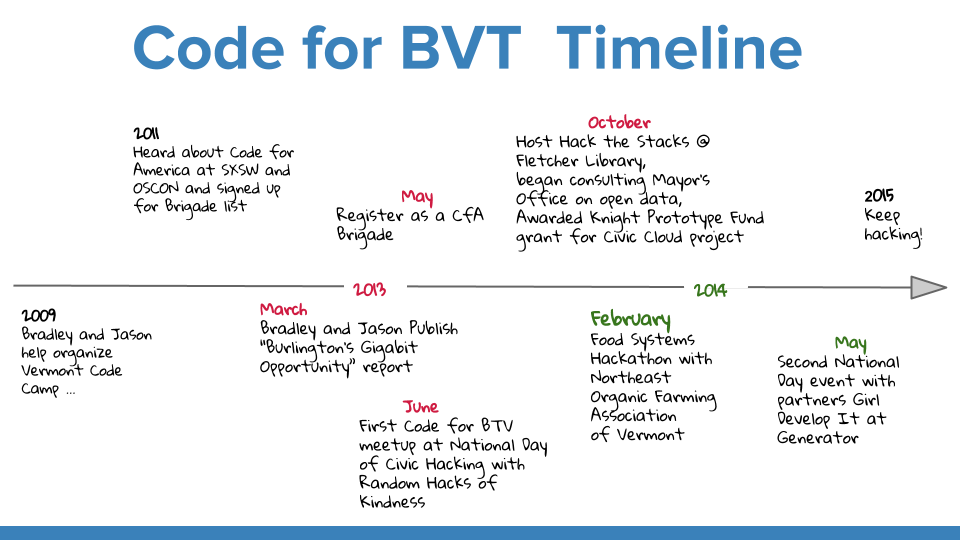 Code for BVT  Timeline
2011
Heard about Code for
America at SXSW and
OSCON and signed up
for Brigade list
May
Register as a CfA
Brigade
October
Host Hack the Stacks @
Fletcher Library,
began consulting Mayor's
Office on open data,
Awarded Knight Prototype Fund
grant for Civic Cloud project
2015
Keep
hacking!
2013
2014
2009
Bradley and Jason
help organize
Vermont Code
Camp ...
March
Bradley and Jason Publish
"Burlington's Gigabit
Opportunity" report
June
First Code for BTV
meetup at National Day
of Civic Hacking with
Random Hacks of
Kindness
February
Food Systems
Hackathon with
Northeast
Organic Farming
Association
of Vermont
May
Second National
Day event with
partners Girl
Develop It at
Generator